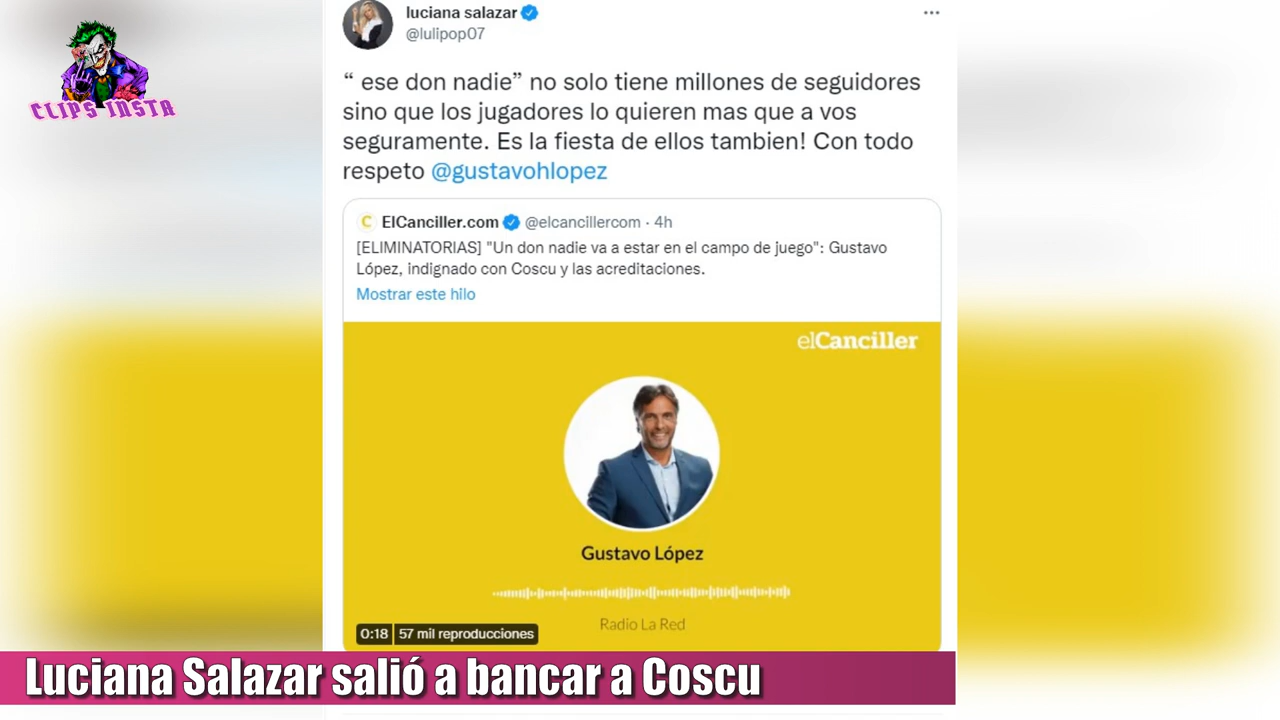 luciana salazar
@lulipop07
CLIPS INSTA
“ ese don nadie” no solo tiene millones de seguidores
sino que los jugadores lo quieren mas que a vos
seguramente. Es la fiesta de ellos tambien! Con todo
respeto @gustavohlopez
C ElCanciller.com @elcancillercom · 4h
[ELIMINATORIAS] "Un don nadie va a estar en el campo de juego": Gustavo
López, indignado con Coscu y las acreditaciones.
Mostrar este hilo
elCanciller
Gustavo López
Radio La Red
0:18 57 mil reproducciones
Luciana Salazar salió a bancar a Coscu